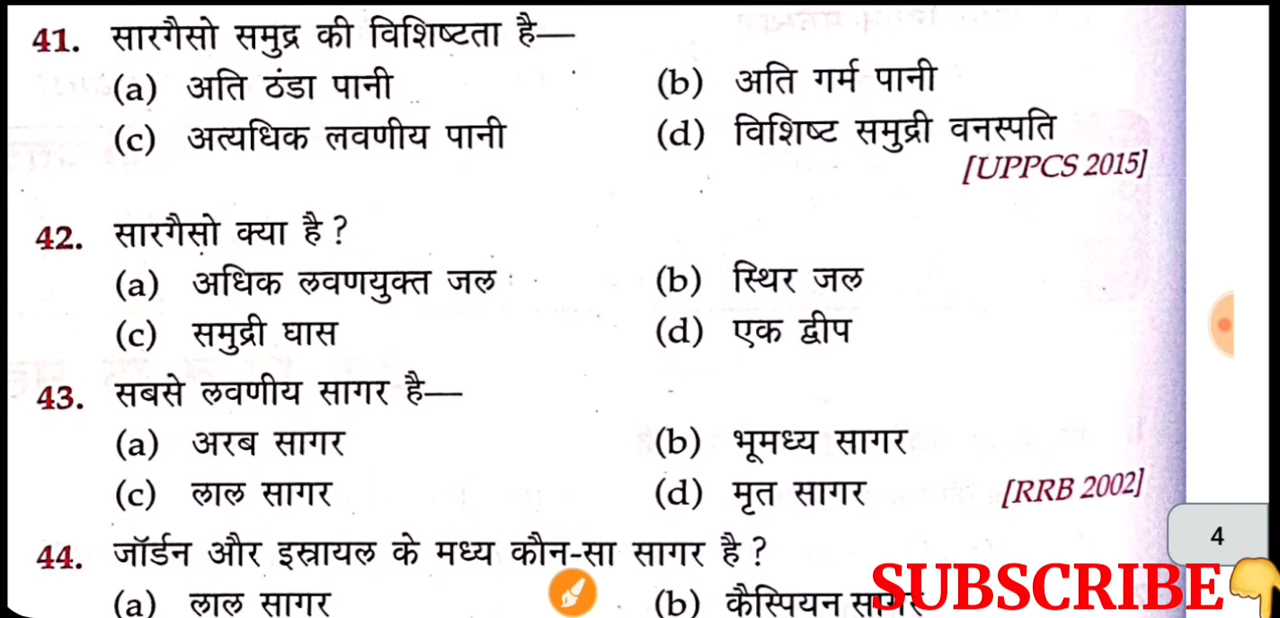 41. सारगैसो समुद्र की विशिष्टता है—
(a) अति ठंडा पानी (b) अति गर्म पानी
(c) अत्यधिक लवणीय पानी (d) विशिष्ट समुद्री वनस्पति
[UPPCS 2015]
42. सारगैसो क्या है ?
(a) अधिक लवणयुक्त जल (b) स्थिर जल
(c) समुद्री घास (d) एक द्वीप
43. सबसे लवणीय सागर है—
(a) अरब सागर (b) भूमध्य सागर
(c) लाल सागर (d) मृत सागर [RRB 2002]
4
44. जॉर्डन और इस्रायल के मध्य कौन-सा सागर है ?
(a) लाल सागर (b) कैस्पियन सागर
SUBSCRIBE